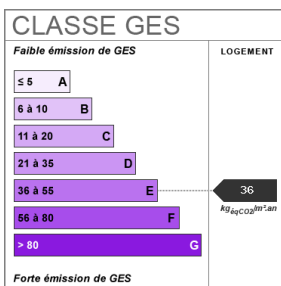 CLASSE GES
Faible émission de GES
LOGEMENT
≤ 5 A
6 à 10 B
11 à 20 C
21 à 35 D
36 à 55 E
36
kgéqCO2/m².an
56 à 80 F
> 80 G
Forte émission de GES